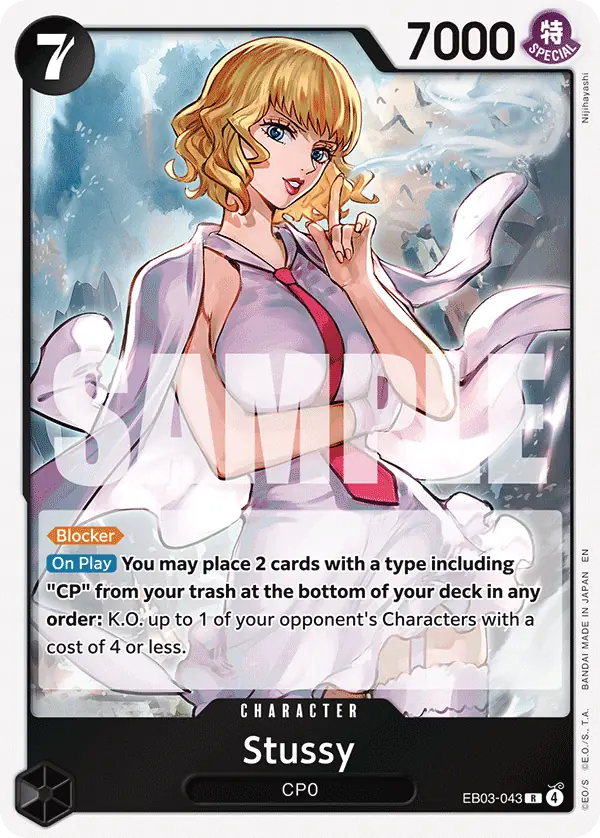 7
7000
特
SPECIAL
Nijihayashi
SAMPLE
Blocker
On Play You may place 2 cards with a type including
"CP" from your trash at the bottom of your deck in any
order: K.O. up to 1 of your opponent's Characters with a
cost of 4 or less.
CHARACTER
Stussy
CP0
EB03-043 R 4
©E.O/S ©E.O./S., T.A. BANDAI MADE IN JAPAN EN